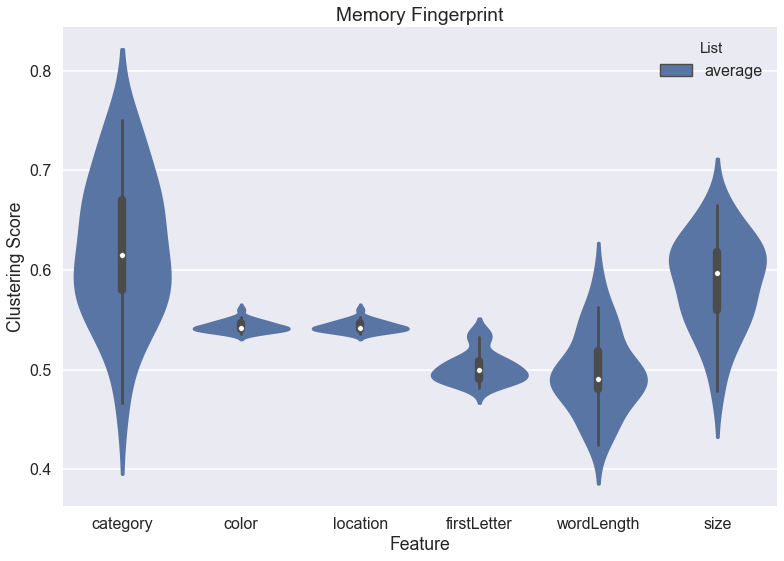 Memory Fingerprint
List
average
Clustering Score
0.8
0.7
0.6
0.5
0.4
category color location firstLetter wordLength size
Feature